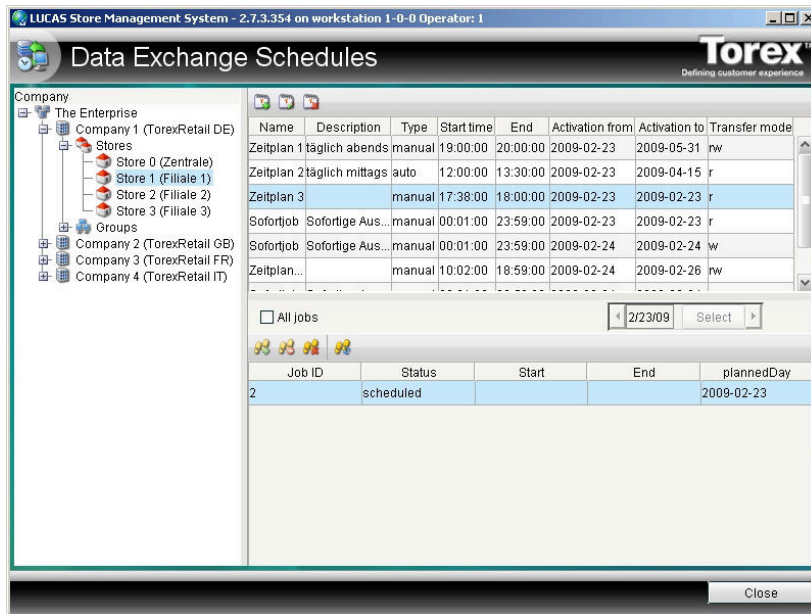 LUCAS Store Management System - 2.7.3.354 on workstation 1-0-0 Operator: 1
Data Exchange Schedules
Torex™
Defining customer experience
Company
The Enterprise
Company 1 (TorexRetail DE)
Stores
Store 0 (Zentrale)
Store 1 (Filiale 1)
Store 2 (Filiale 2)
Store 3 (Filiale 3)
Groups
Company 2 (TorexRetail GB)
Company 3 (TorexRetail FR)
Company 4 (TorexRetail IT)
Name Description Type Start time End Activation from Activation to Transfer mode
Zeitplan 1 täglich abends manual 19:00:00 20:00:00 2009-02-23 2009-05-31 rw
Zeitplan 2 täglich mittags auto 12:00:00 13:30:00 2009-02-23 2009-04-15 r
Zeitplan 3 manual 17:38:00 18:00:00 2009-02-23 2009-02-23 r
Sofortjob Sofortige Aus... manual 00:01:00 23:59:00 2009-02-23 2009-02-23 r
Sofortjob Sofortige Aus... manual 00:01:00 23:59:00 2009-02-24 2009-02-24 w
Zeitplan... manual 10:02:00 18:59:00 2009-02-24 2009-02-26 rw
All jobs 2/23/09 Select
Job ID Status Start End plannedDay
2 scheduled 2009-02-23
Close